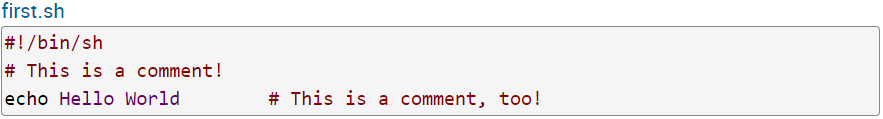 first.sh
#!/bin/sh
# This is a comment!
echo Hello World        # This is a comment, too!